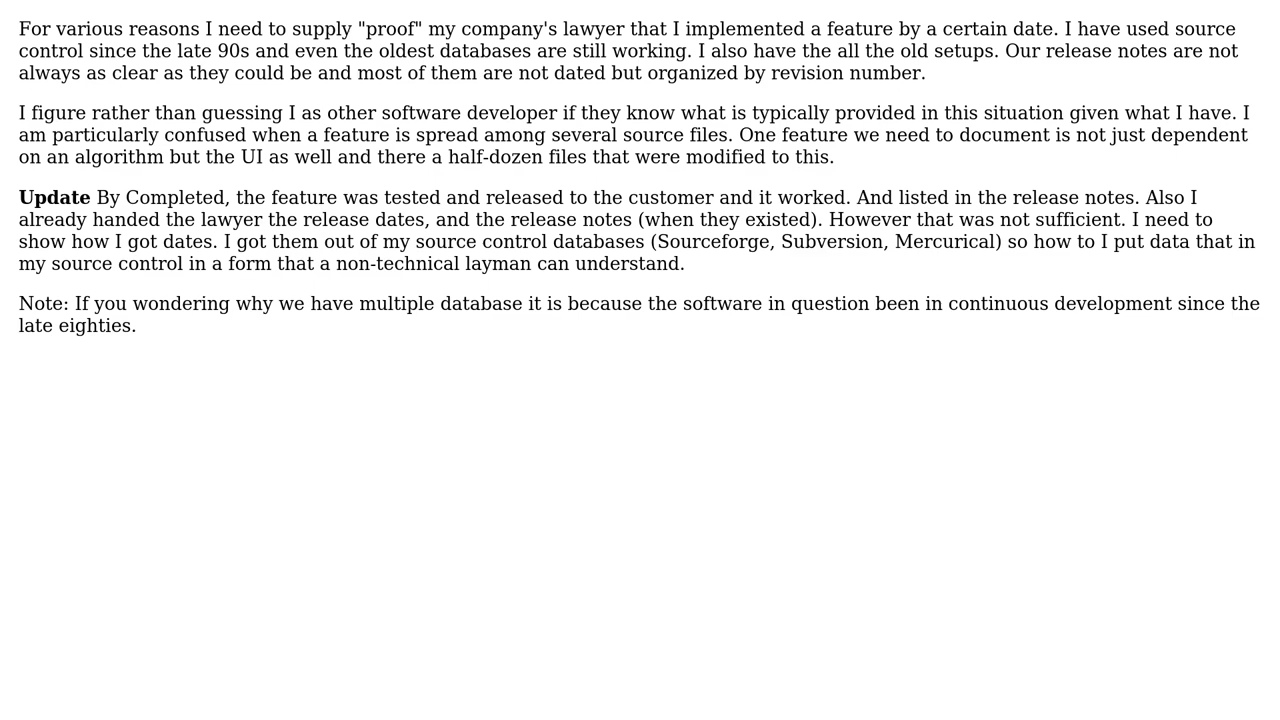 For various reasons I need to supply "proof" my company's lawyer that I implemented a feature by a certain date. I have used source
control since the late 90s and even the oldest databases are still working. I also have the all the old setups. Our release notes are not
always as clear as they could be and most of them are not dated but organized by revision number.
I figure rather than guessing I as other software developer if they know what is typically provided in this situation given what I have. I
am particularly confused when a feature is spread among several source files. One feature we need to document is not just dependent
on an algorithm but the UI as well and there a half-dozen files that were modified to this.
Update By Completed, the feature was tested and released to the customer and it worked. And listed in the release notes. Also I
already handed the lawyer the release dates, and the release notes (when they existed). However that was not sufficient. I need to
show how I got dates. I got them out of my source control databases (Sourceforge, Subversion, Mercurical) so how to I put data that in
my source control in a form that a non-technical layman can understand.
Note: If you wondering why we have multiple database it is because the software in question been in continuous development since the
late eighties.